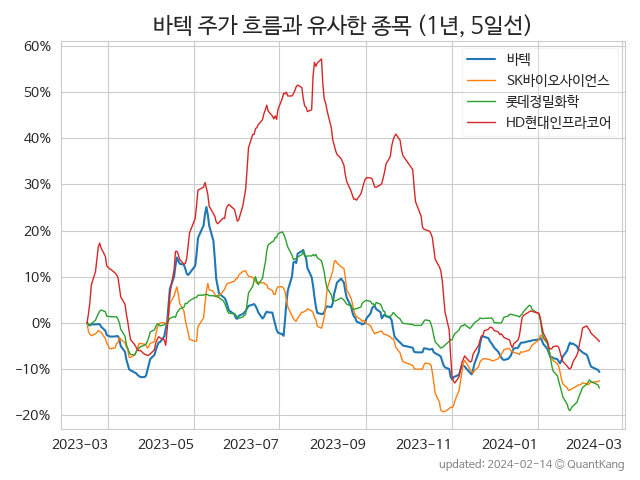 바텍 주가 흐름과 유사한 종목 (1년, 5일선)
60%
50%
40%
30%
20%
10%
0%
−10%
−20%
바텍
SK바이오사이언스
롯데정밀화학
HD현대인프라코어
2023-03 2023-05 2023-07 2023-09 2023-11 2024-01 2024-03
updated: 2024-02-14 © QuantKang